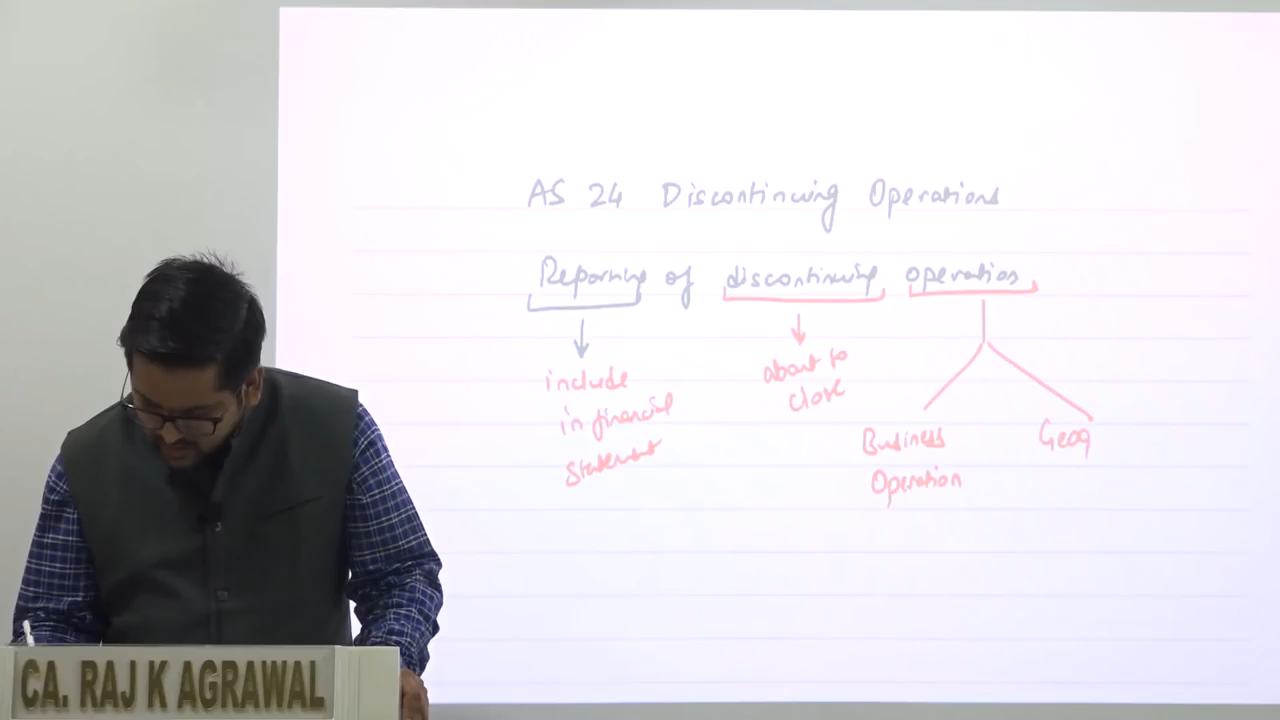 AS 24 Discontinuing Operations
Reporting of discontinuing operation
include
in financial
statement
about to
close
Business
Operation
Geog
CA. RAJ K AGRAWAL